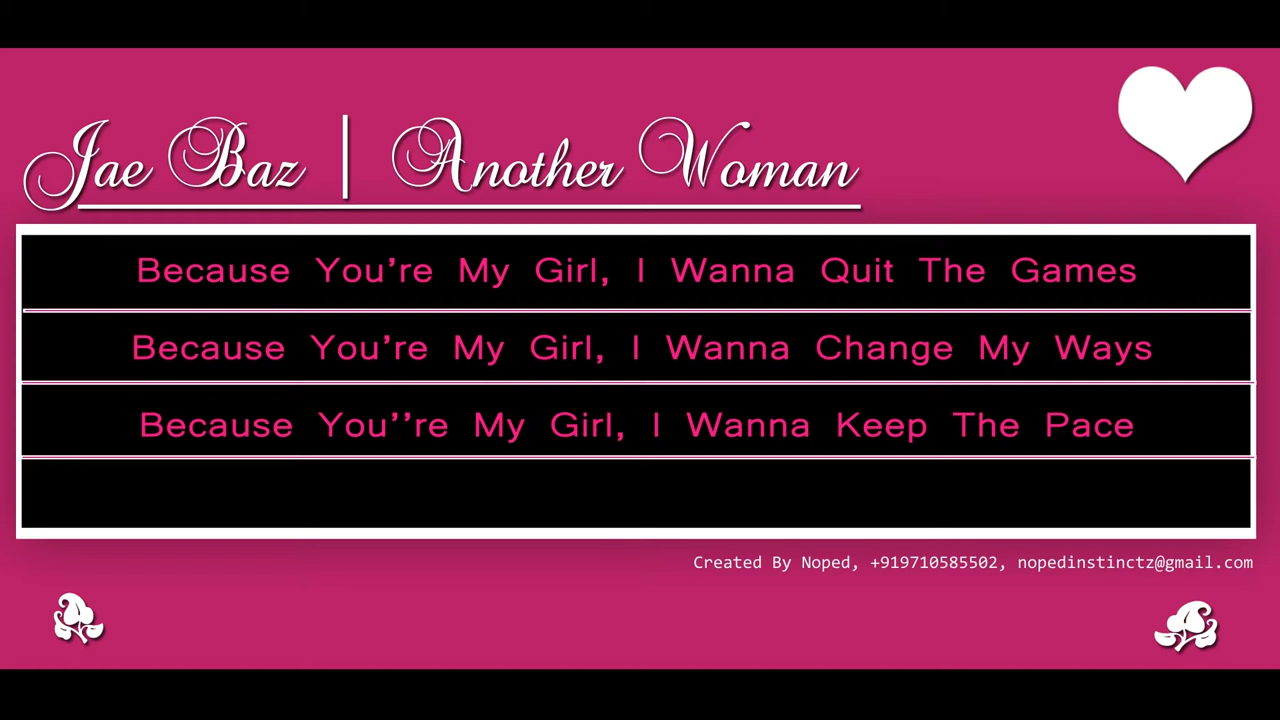 Jae Baz | Another Woman
Because You’re My Girl, I Wanna Quit The Games
Because You’re My Girl, I Wanna Change My Ways
Because You’’re My Girl, I Wanna Keep The Pace
Created By Noped, +919710585502, nopedinstinctz@gmail.com